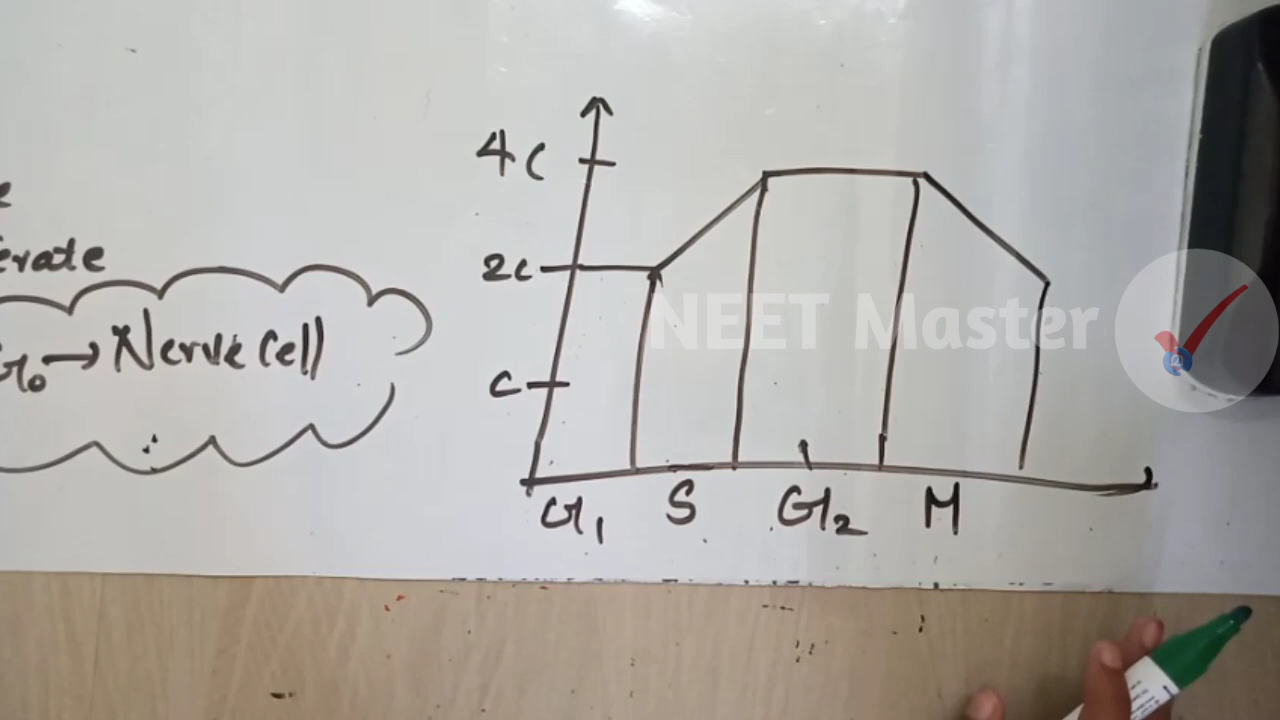 erate
G₀ → Nerve Cell
4C
2C
C
G₁ S G₂ M
NEET Master